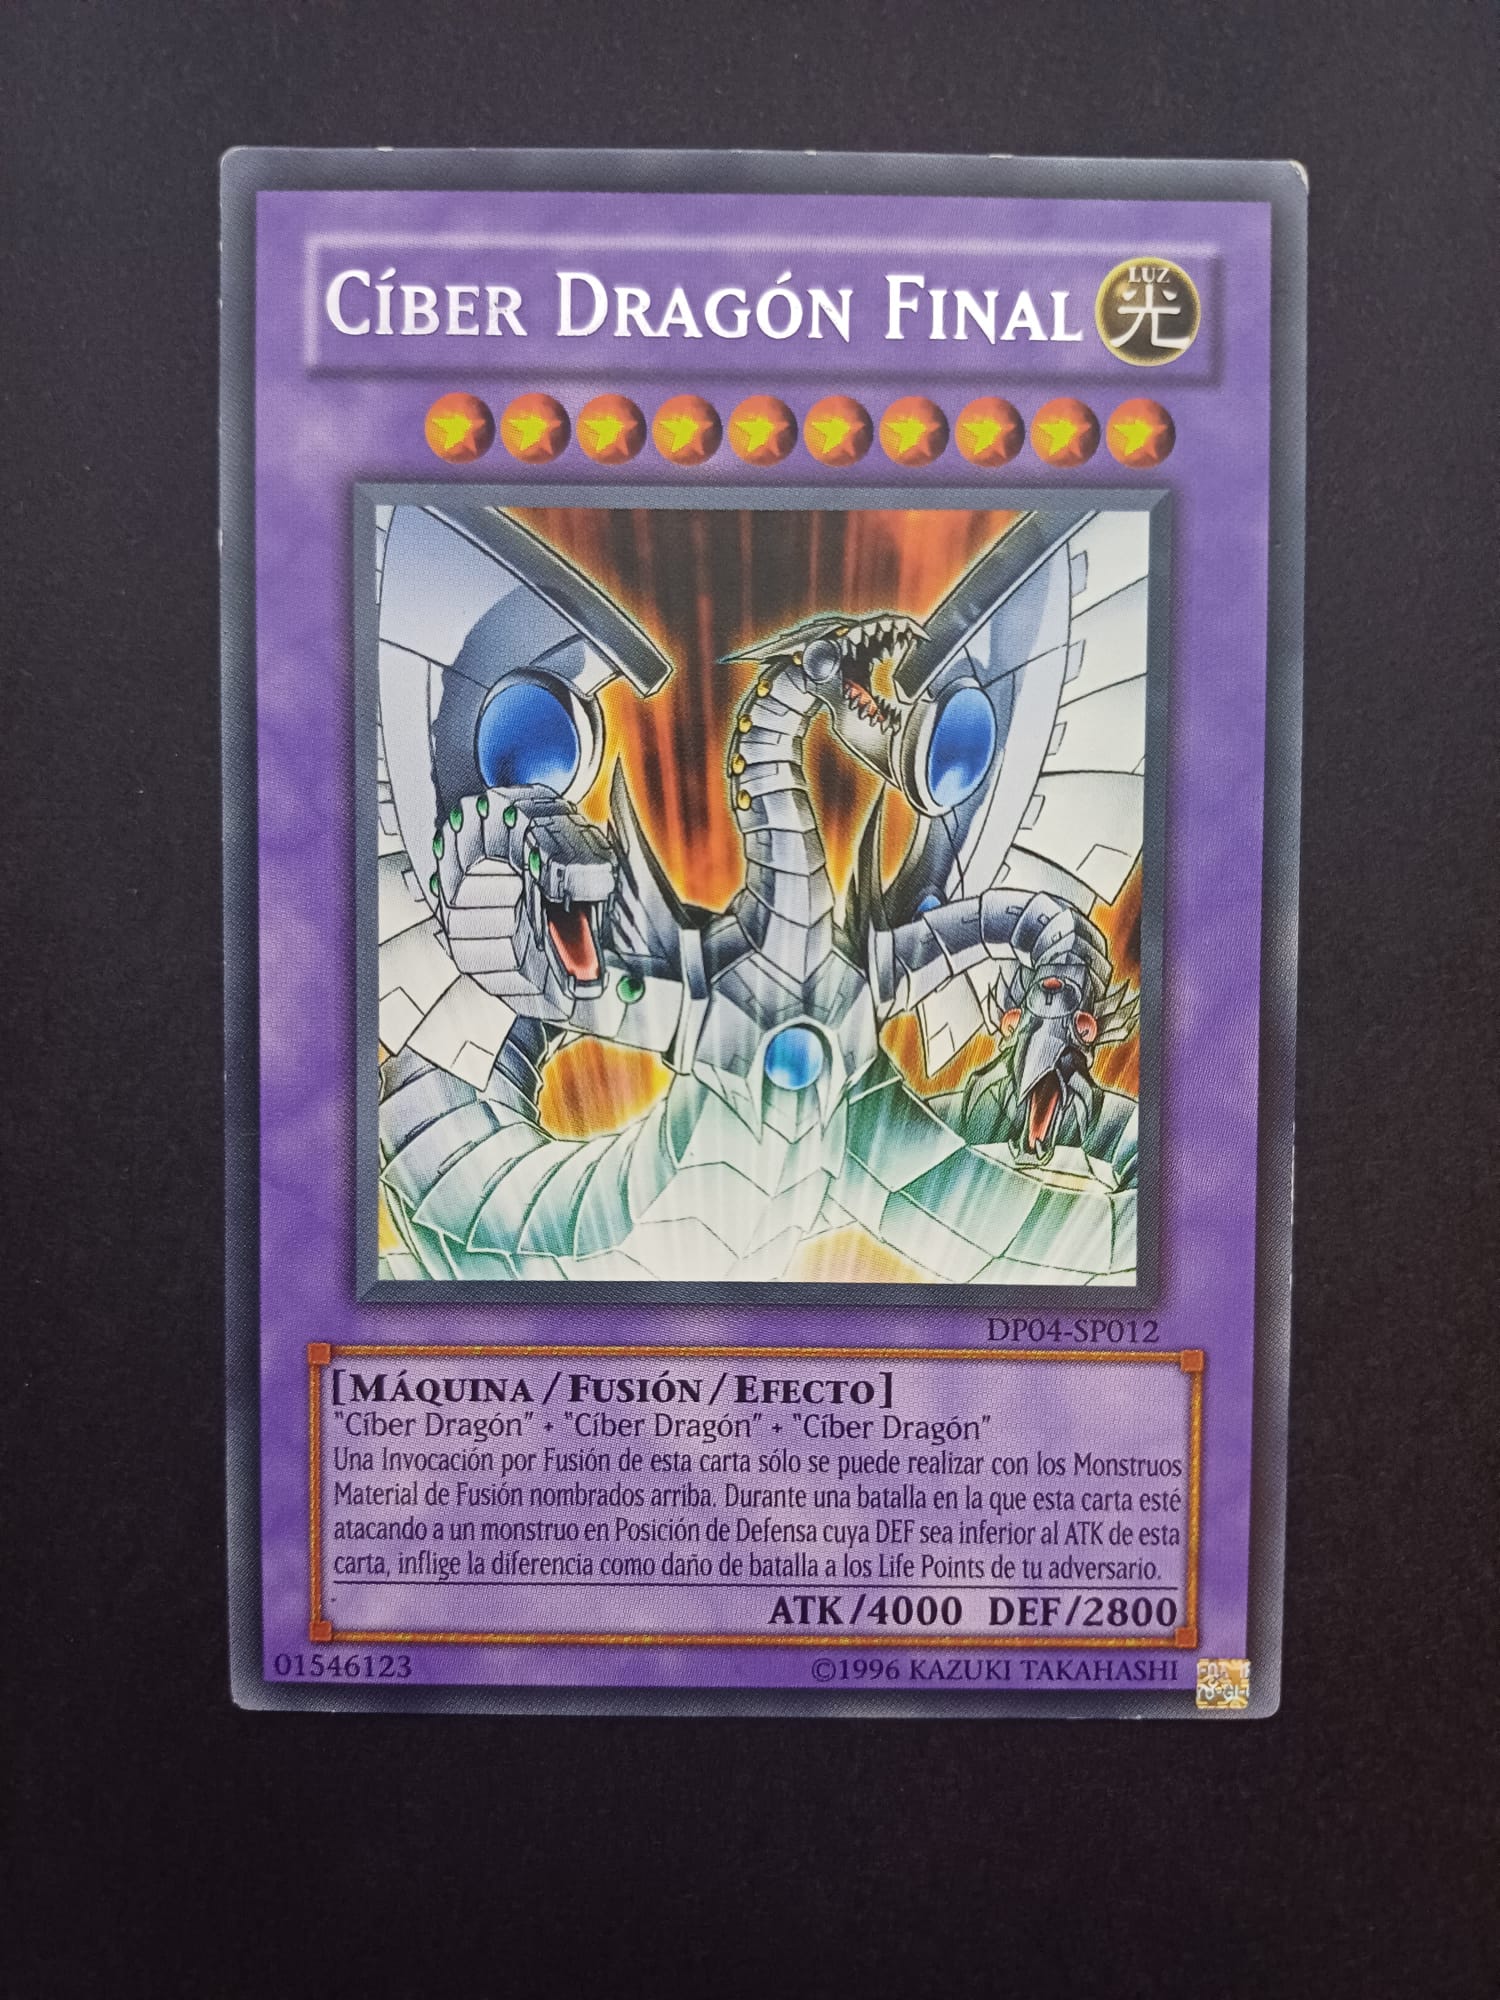 CÍBER DRAGÓN FINAL
LUZ
光
DP04-SP012
[MÁQUINA/FUSIÓN/EFECTO]
"Cíber Dragón" + "Cíber Dragón" + "Cíber Dragón"
Una Invocación por Fusión de esta carta sólo se puede realizar con los Monstruos
Material de Fusión nombrados arriba. Durante una batalla en la que esta carta esté
atacando a un monstruo en Posición de Defensa cuya DEF sea inferior al ATK de esta
carta, inflige la diferencia como daño de batalla a los Life Points de tu adversario.
ATK/4000 DEF/2800
01546123
©1996 KAZUKI TAKAHASHI